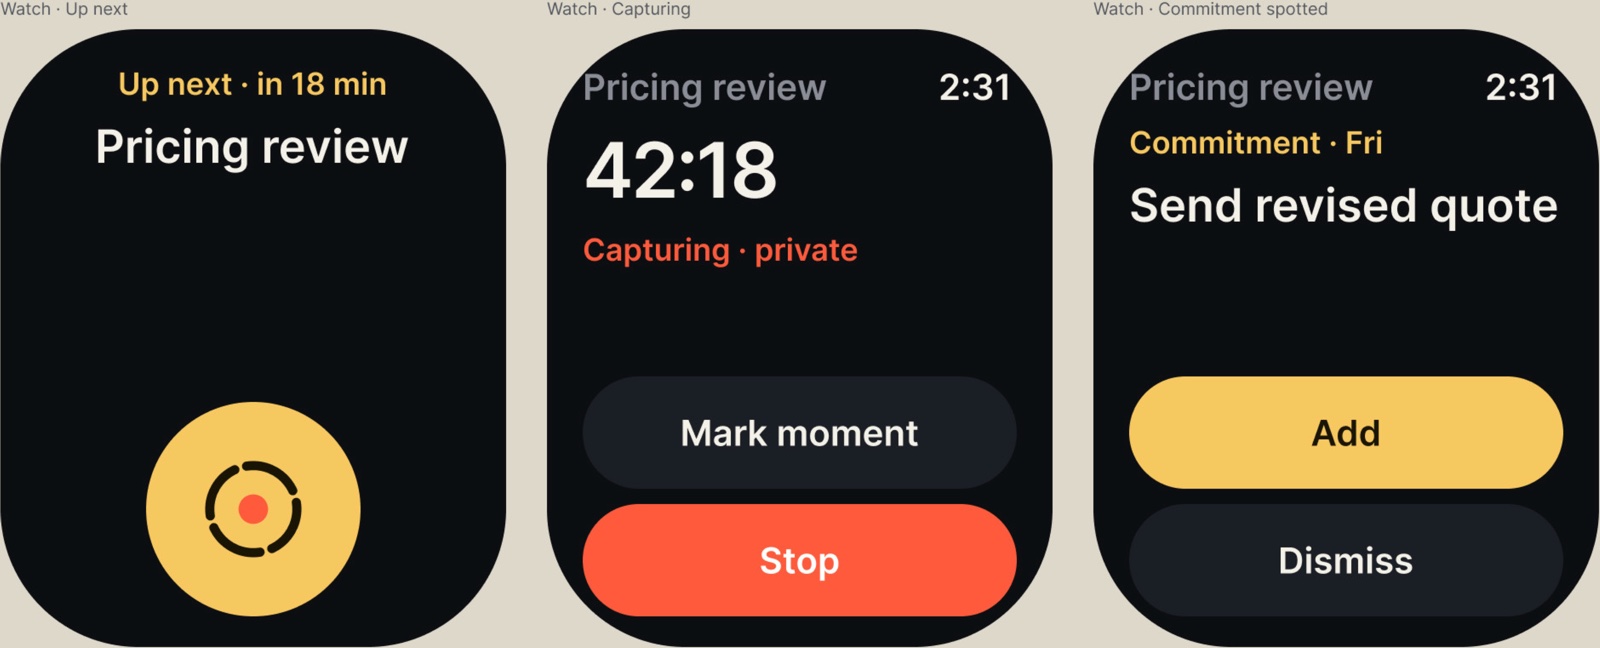 Watch · Up next
Up next · in 18 min
Pricing review
Watch · Capturing
Pricing review 2:31
42:18
Capturing · private
Mark moment
Stop
Watch · Commitment spotted
Pricing review 2:31
Commitment · Fri
Send revised quote
Add
Dismiss